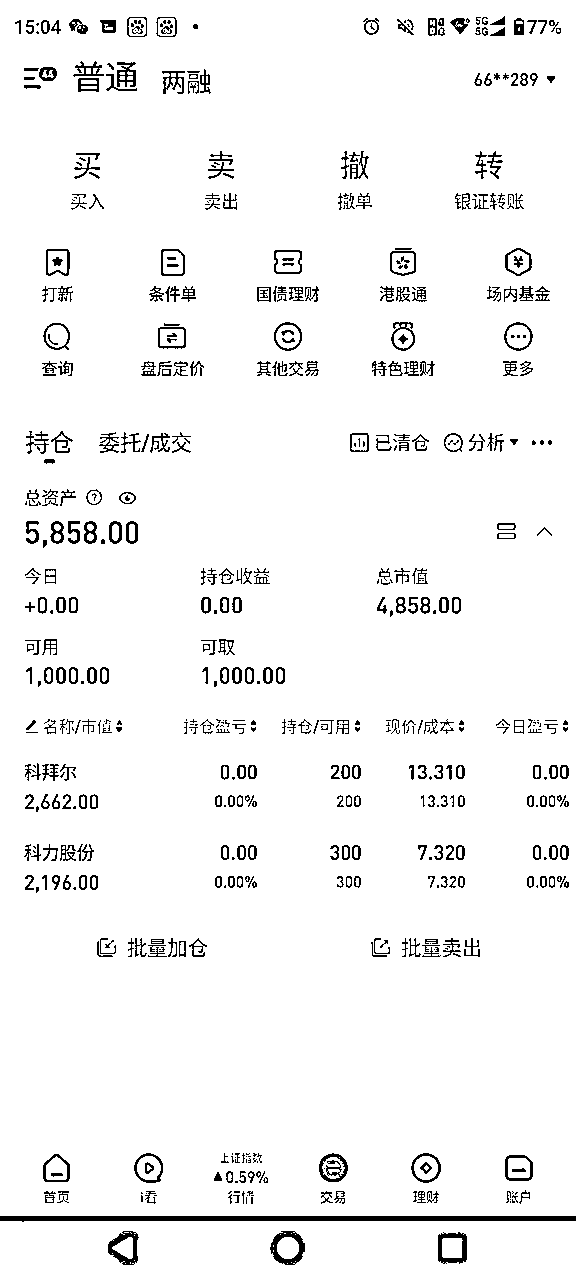 15:04 77%
普通 两融 66**289
买 卖 撤 转
买入 卖出 撤单 银证转账
打新 条件单 国债理财 港股通 场内基金
查询 盘后定价 其他交易 特色理财 更多
持仓 委托/成交 已清仓 分析
总资产
5,858.00
今日 持仓收益 总市值
+0.00 0.00 4,858.00
可用 可取
1,000.00 1,000.00
名称/市值 持仓盈亏 持仓/可用 现价/成本 今日盈亏
科拜尔 0.00 200 13.310 0.00
2,662.00 0.00% 200 13.310 0.00%
科力股份 0.00 300 7.320 0.00
2,196.00 0.00% 300 7.320 0.00%
批量加仓 批量卖出
上证指数
▲0.59%
首页 i看 行情 交易 理财 账户